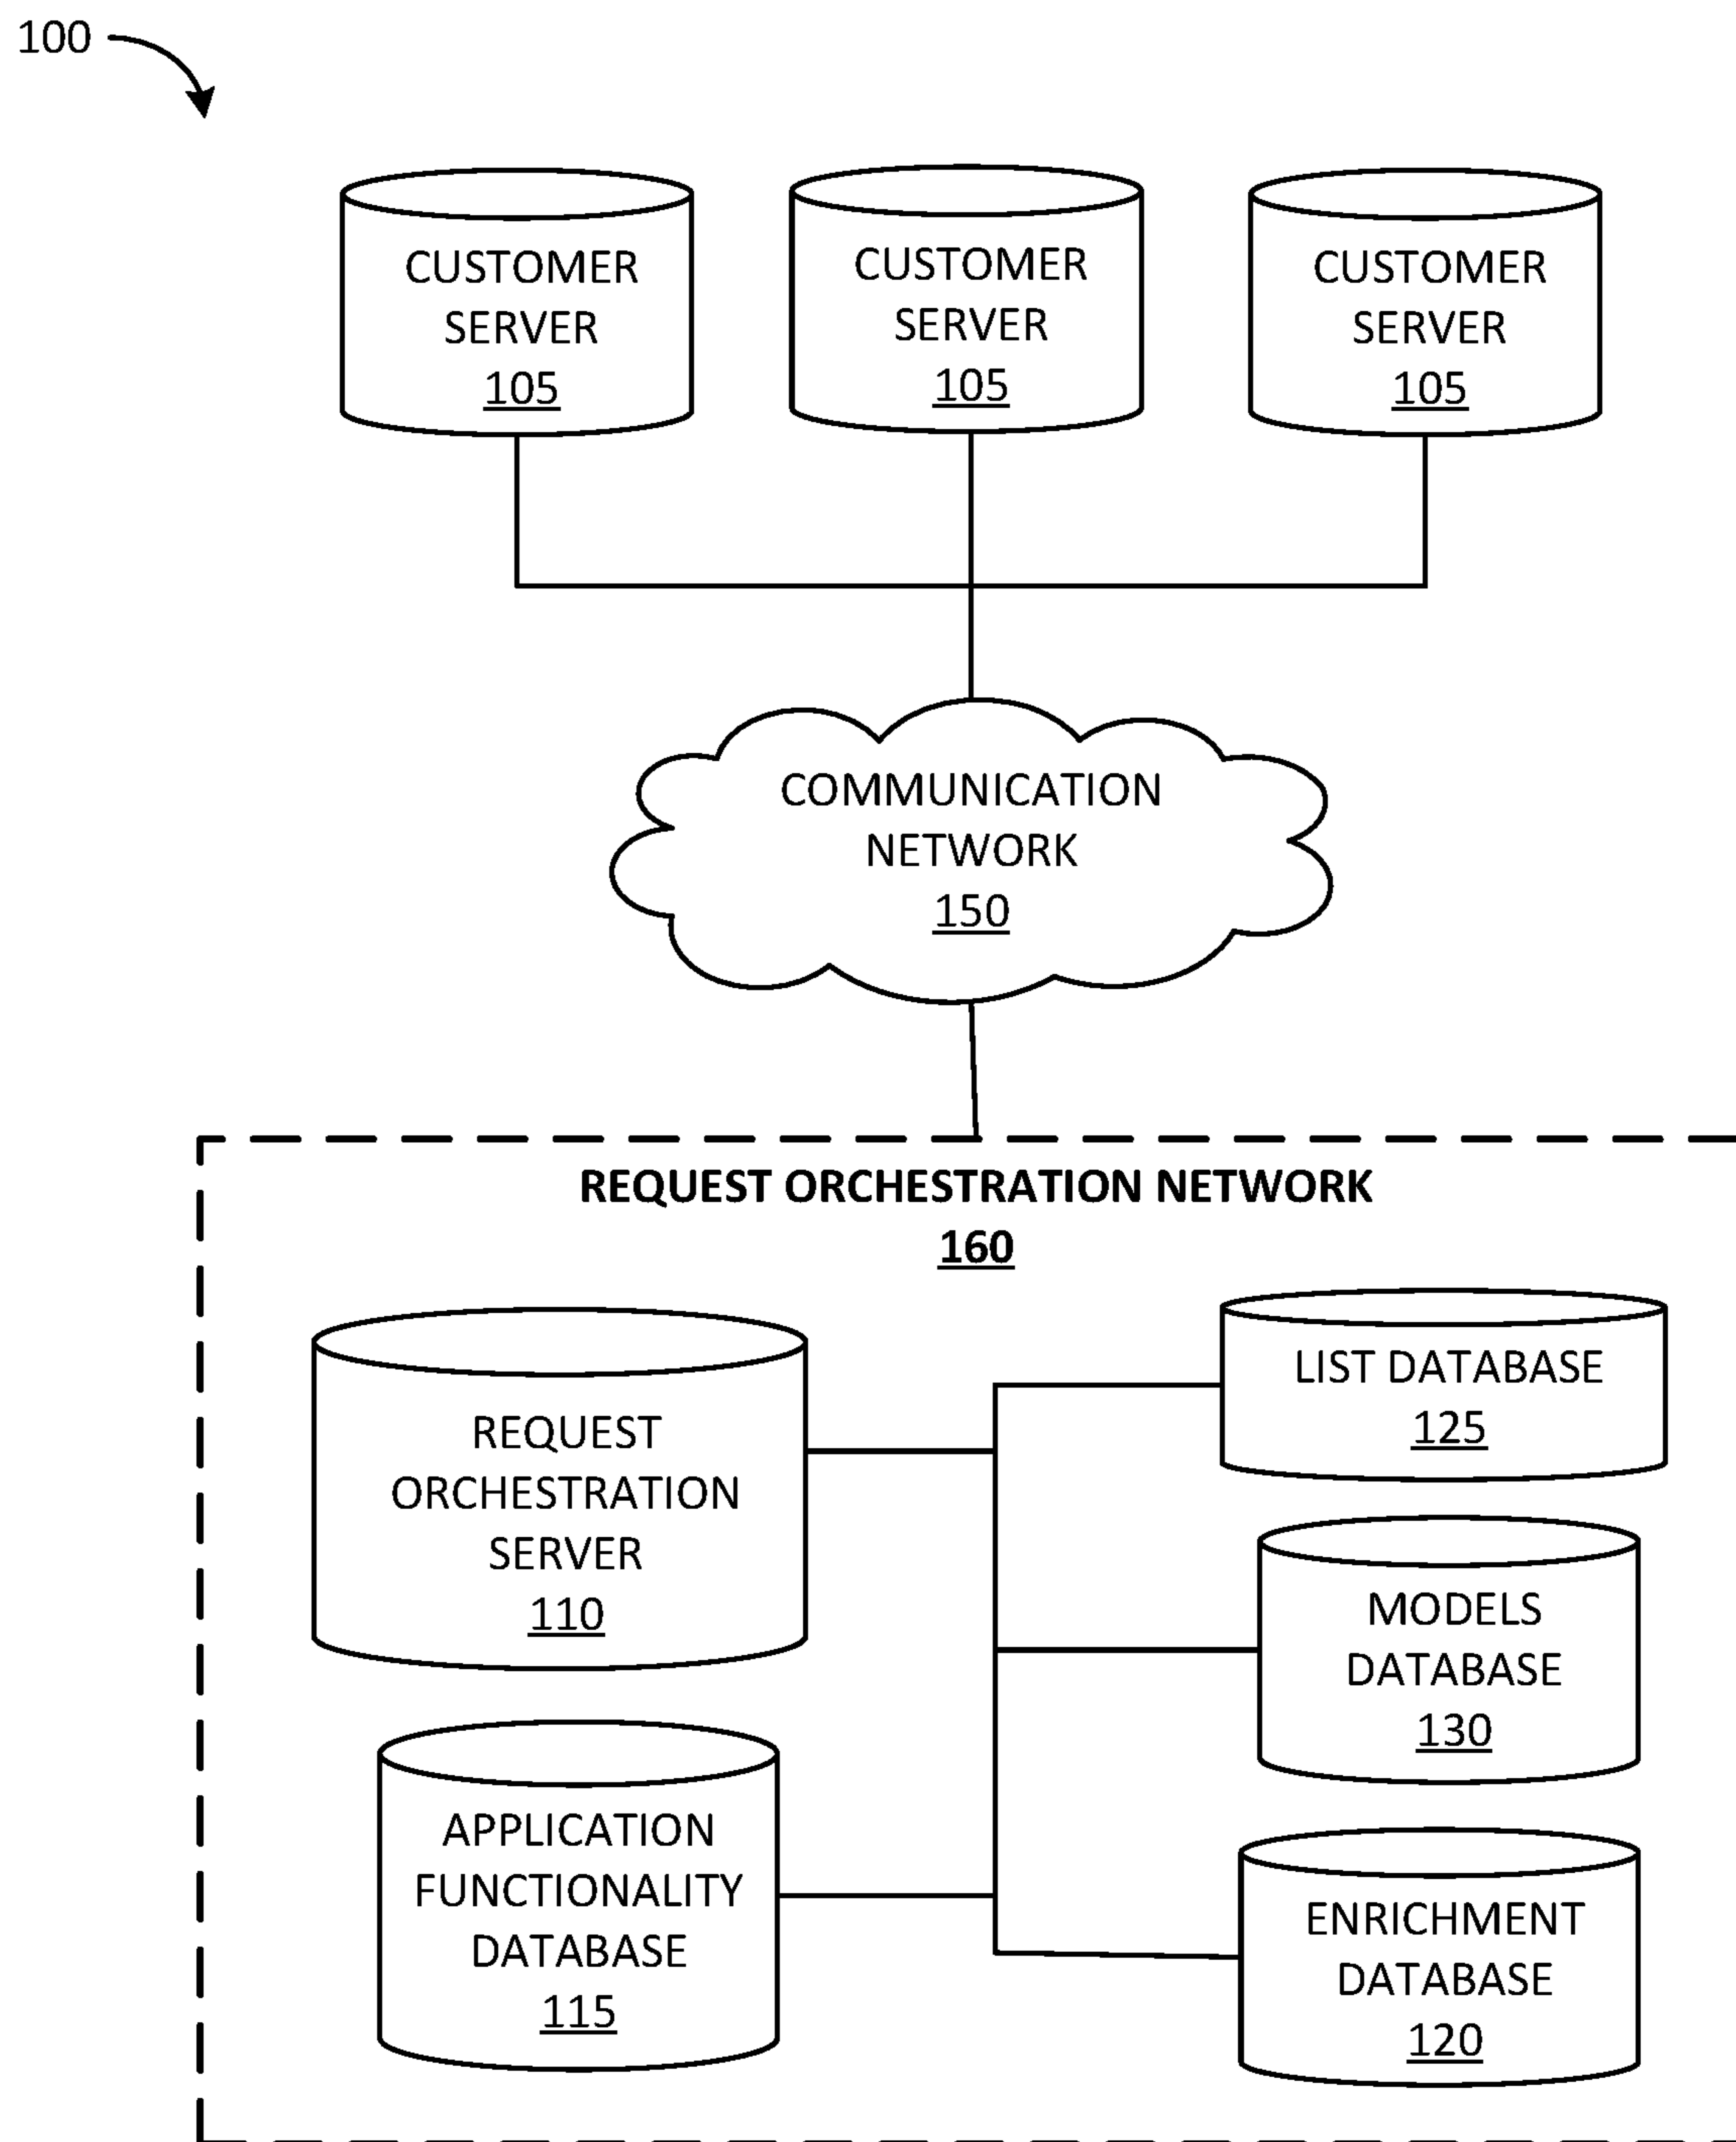 100
CUSTOMER
SERVER
105
CUSTOMER
SERVER
105
CUSTOMER
SERVER
105
COMMUNICATION
NETWORK
150
REQUEST ORCHESTRATION NETWORK
160
REQUEST
ORCHESTRATION
SERVER
110
LIST DATABASE
125
MODELS
DATABASE
130
APPLICATION
FUNCTIONALITY
DATABASE
115
ENRICHMENT
DATABASE
120